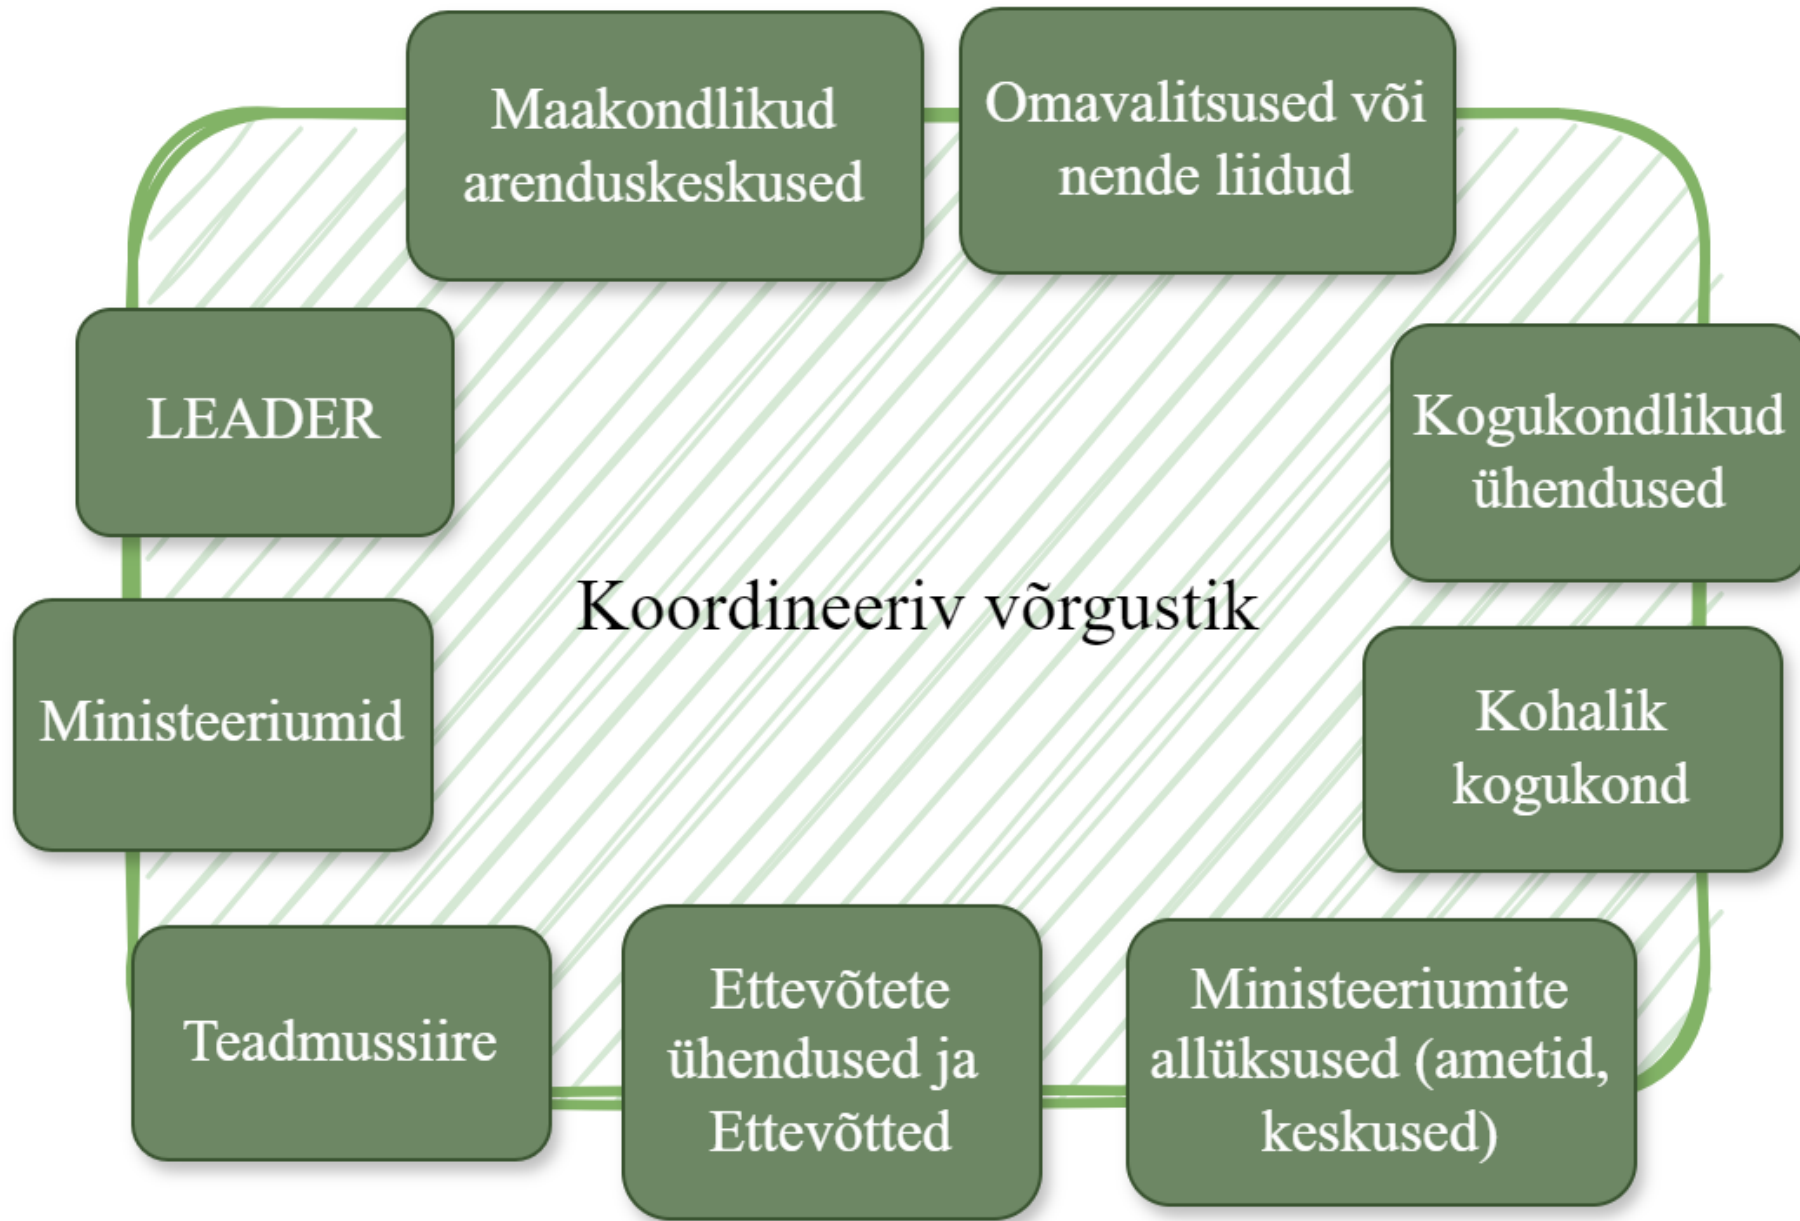 Maakondlikud
arenduskeskused
Omavalitsused või
nende liidud
LEADER
Kogukondlikud
ühendused
Koordineeriv võrgustik
Ministeeriumid
Kohalik
kogukond
Teadmussiire
Ettevõtete
ühendused ja
Ettevõtted
Ministeeriumite
allüksused (ametid,
keskused)